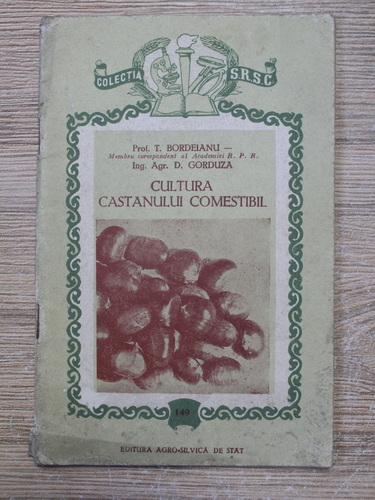 COLECȚIA S.R.S.C.
Prof. T. BORDEIANU —
Membru corespondent al Academiei R. P. R.
Ing. Agr. D. GORDUZA
CULTURA
CASTANULUI COMESTIBIL
149
EDITURA AGRO-SILVICĂ DE STAT